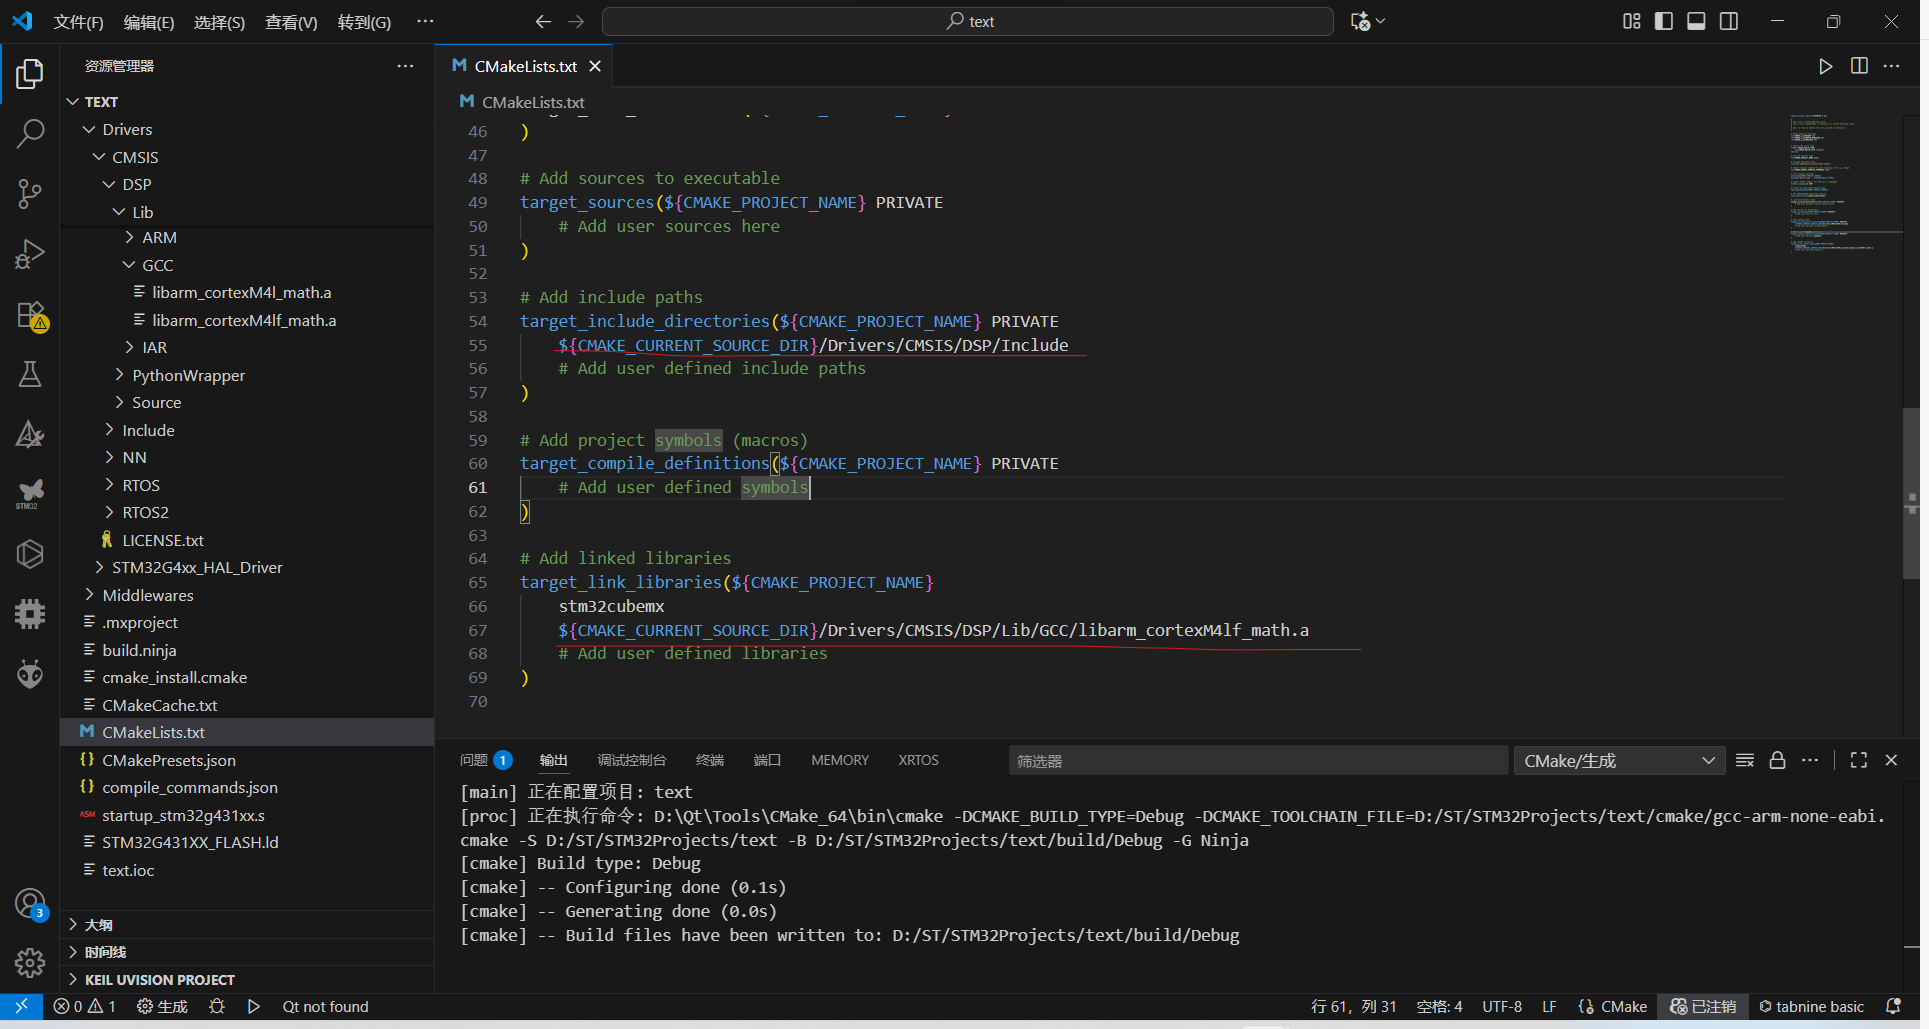 文件(F) 编辑(E) 选择(S) 查看(V) 转到(G) ··· text
资源管理器 ···
TEXT
Drivers
CMSIS
DSP
Lib
ARM
GCC
libarm_cortexM4l_math.a
libarm_cortexM4lf_math.a
IAR
PythonWrapper
Source
Include
NN
RTOS
RTOS2
LICENSE.txt
STM32G4xx_HAL_Driver
Middlewares
.mxproject
build.ninja
cmake_install.cmake
CMakeCache.txt
CMakeLists.txt
CMakePresets.json
compile_commands.json
ASM startup_stm32g431xx.s
STM32G431XX_FLASH.ld
text.ioc
大纲
时间线
KEIL UVISION PROJECT
STM32
3
M CMakeLists.txt
M CMakeLists.txt
46 )
47
48 # Add sources to executable
49 target_sources(${CMAKE_PROJECT_NAME} PRIVATE
50     # Add user sources here
51 )
52
53 # Add include paths
54 target_include_directories(${CMAKE_PROJECT_NAME} PRIVATE
55     ${CMAKE_CURRENT_SOURCE_DIR}/Drivers/CMSIS/DSP/Include
56     # Add user defined include paths
57 )
58
59 # Add project symbols (macros)
60 target_compile_definitions(${CMAKE_PROJECT_NAME} PRIVATE
61     # Add user defined symbols
62 )
63
64 # Add linked libraries
65 target_link_libraries(${CMAKE_PROJECT_NAME}
66     stm32cubemx
67     ${CMAKE_CURRENT_SOURCE_DIR}/Drivers/CMSIS/DSP/Lib/GCC/libarm_cortexM4lf_math.a
68     # Add user defined libraries
69 )
70
问题 1 输出 调试控制台 终端 端口 MEMORY XRTOS 筛选器 CMake/生成
[main] 正在配置项目: text
[proc] 正在执行命令: D:\Qt\Tools\CMake_64\bin\cmake -DCMAKE_BUILD_TYPE=Debug -DCMAKE_TOOLCHAIN_FILE=D:/ST/STM32Projects/text/cmake/gcc-arm-none-eabi.
cmake -S D:/ST/STM32Projects/text -B D:/ST/STM32Projects/text/build/Debug -G Ninja
[cmake] Build type: Debug
[cmake] -- Configuring done (0.1s)
[cmake] -- Generating done (0.0s)
[cmake] -- Build files have been written to: D:/ST/STM32Projects/text/build/Debug
0 1 生成 Qt not found 行 61，列 31 空格: 4 UTF-8 LF CMake 已注销 tabnine basic